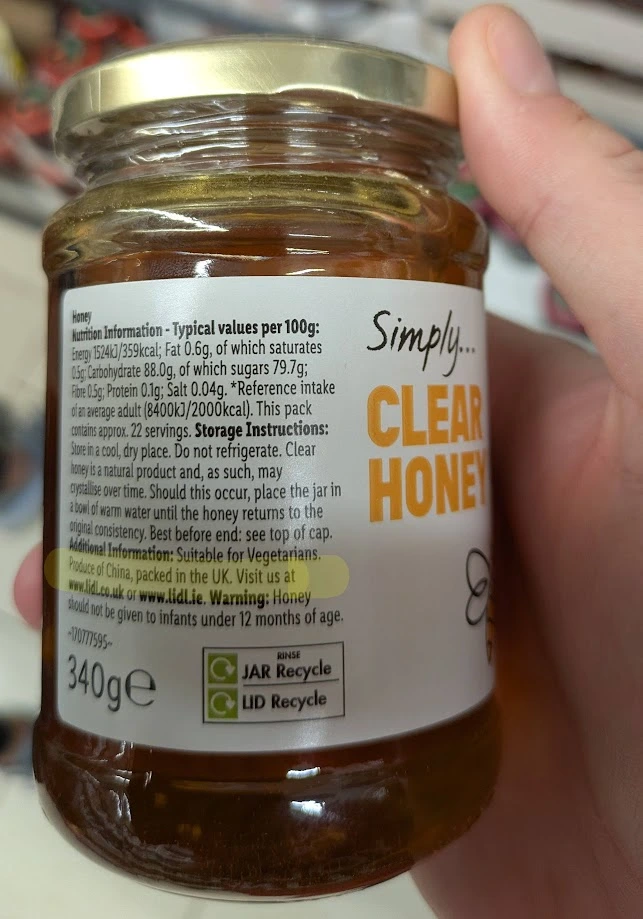 Honey
Nutrition Information - Typical values per 100g:
Energy 1524kJ/359kcal; Fat 0.6g, of which saturates
0.5g; Carbohydrate 88.0g, of which sugars 79.7g;
Fibre 0.5g; Protein 0.1g; Salt 0.04g. *Reference intake
of an average adult (8400kJ/2000kcal). This pack
contains approx. 22 servings. Storage Instructions:
Store in a cool, dry place. Do not refrigerate. Clear
honey is a natural product and, as such, may
crystallise over time. Should this occur, place the jar in
a bowl of warm water until the honey returns to the
original consistency. Best before end: see top of cap.
Additional Information: Suitable for Vegetarians.
Produce of China, packed in the UK. Visit us at
www.lidl.co.uk or www.lidl.ie. Warning: Honey
should not be given to infants under 12 months of age.
~170777595~
340g℮
RINSE
JAR Recycle
LID Recycle
Simply...
CLEAR
HONEY